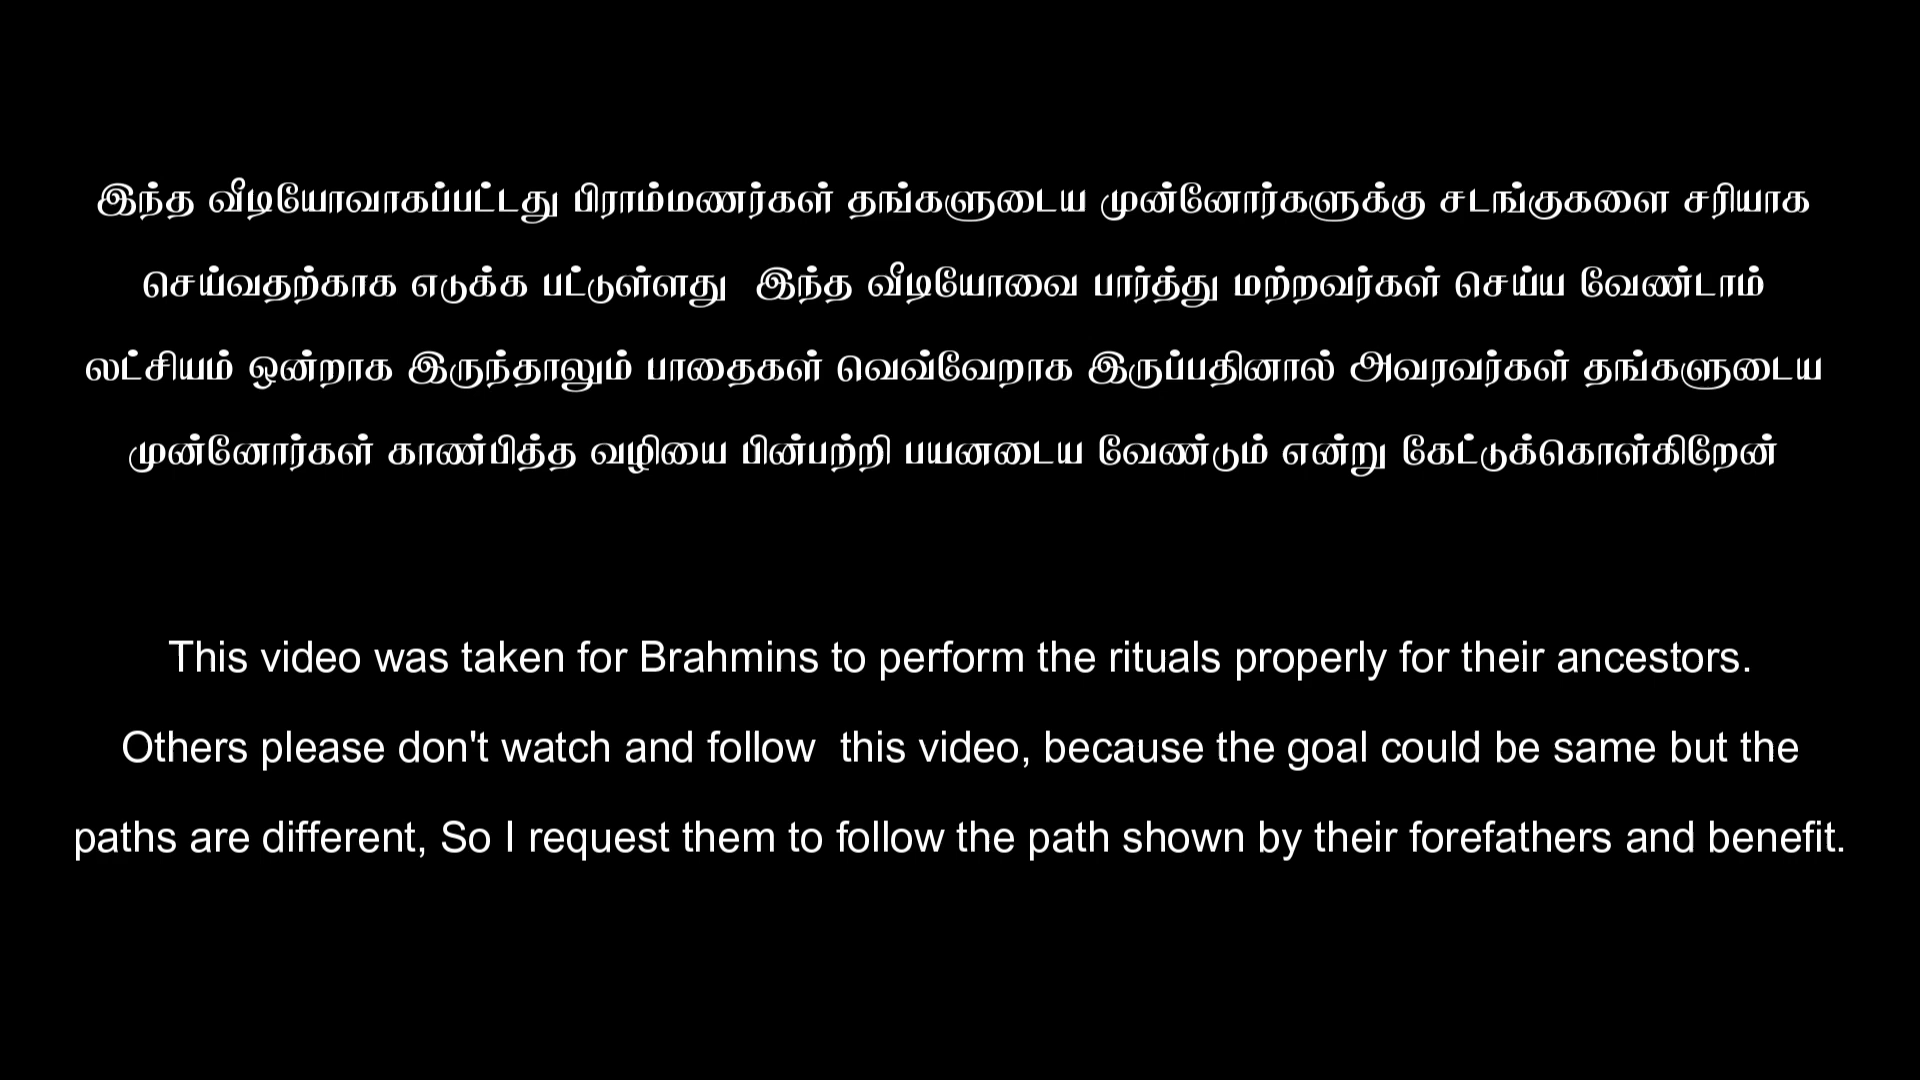 இந்த வீடியோவாகப்பட்டது பிராம்மணர்கள் தங்களுடைய முன்னோர்களுக்கு சடங்குகளை சரியாக
செய்வதற்காக எடுக்க பட்டுள்ளது இந்த வீடியோவை பார்த்து மற்றவர்கள் செய்ய வேண்டாம்
லட்சியம் ஒன்றாக இருந்தாலும் பாதைகள் வெவ்வேறாக இருப்பதினால் அவரவர்கள் தங்களுடைய
முன்னோர்கள் காண்பித்த வழியை பின்பற்றி பயனடைய வேண்டும் என்று கேட்டுக்கொள்கிறேன்
This video was taken for Brahmins to perform the rituals properly for their ancestors.
Others please don't watch and follow  this video, because the goal could be same but the
paths are different, So I request them to follow the path shown by their forefathers and benefit.